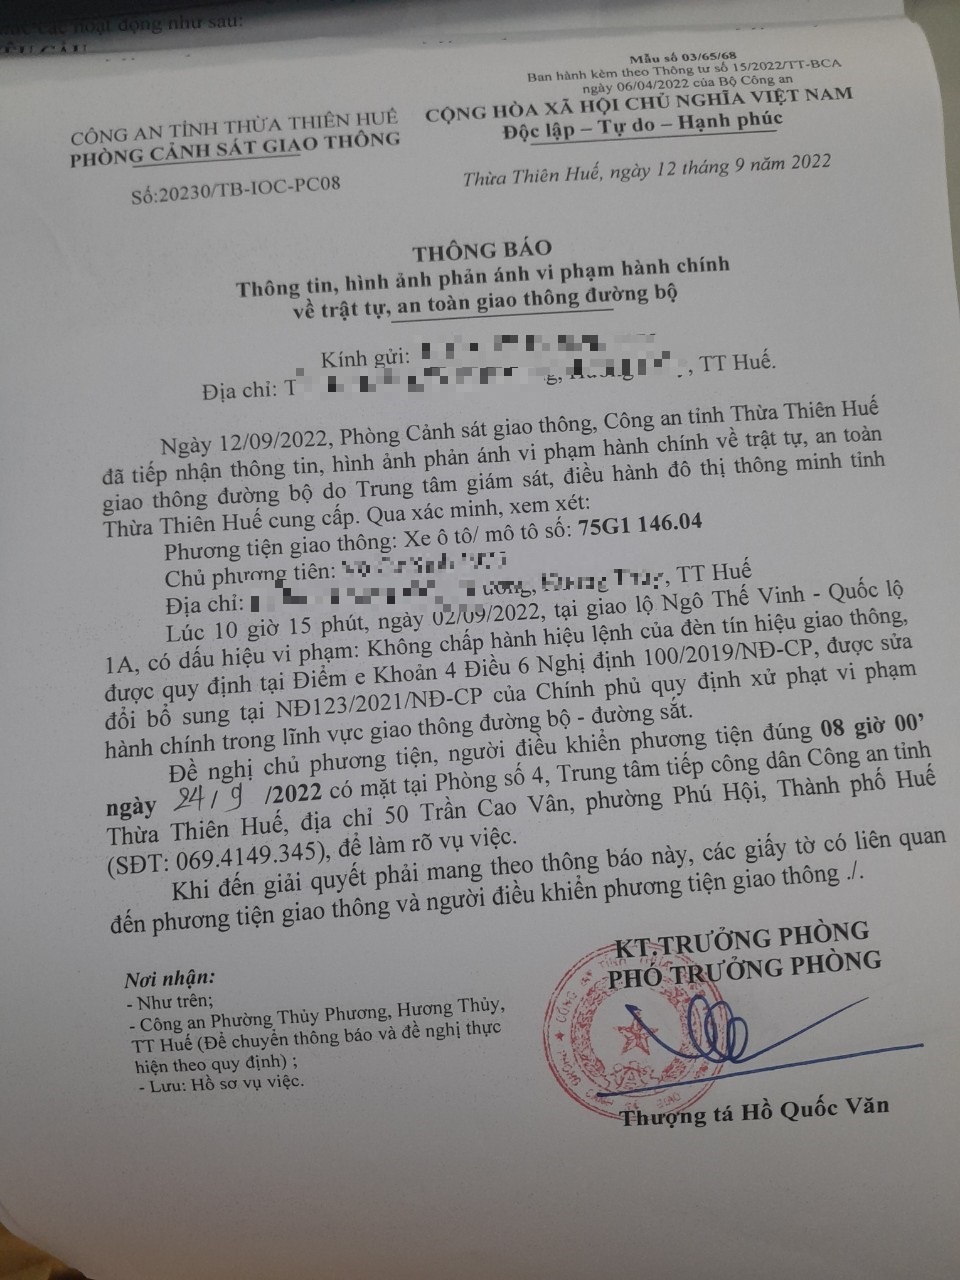 hoạt động như sau:
Mẫu số 03/65/68
Ban hành kèm theo Thông tư số 15/2022/TT-BCA
ngày 06/04/2022 của Bộ Công an
CÔNG AN TỈNH THỪA THIÊN HUẾ
PHÒNG CẢNH SÁT GIAO THÔNG
CỘNG HÒA XÃ HỘI CHỦ NGHĨA VIỆT NAM
Độc lập – Tự do – Hạnh phúc
Số:20230/TB-IOC-PC08
Thừa Thiên Huế, ngày 12 tháng 9 năm 2022
THÔNG BÁO
Thông tin, hình ảnh phản ánh vi phạm hành chính
về trật tự, an toàn giao thông đường bộ
Kính gửi:
Địa chỉ: T , TT Huế.
Ngày 12/09/2022, Phòng Cảnh sát giao thông, Công an tỉnh Thừa Thiên Huế
đã tiếp nhận thông tin, hình ảnh phản ánh vi phạm hành chính về trật tự, an toàn
giao thông đường bộ do Trung tâm giám sát, điều hành đô thị thông minh tỉnh
Thừa Thiên Huế cung cấp. Qua xác minh, xem xét:
Phương tiện giao thông: Xe ô tô/ mô tô số: 75G1 146.04
Chủ phương tiện:
Địa chỉ: , TT Huế
Lúc 10 giờ 15 phút, ngày 02/09/2022, tại giao lộ Ngô Thế Vinh - Quốc lộ
1A, có dấu hiệu vi phạm: Không chấp hành hiệu lệnh của đèn tín hiệu giao thông,
được quy định tại Điểm e Khoản 4 Điều 6 Nghị định 100/2019/NĐ-CP, được sửa
đổi bổ sung tại NĐ123/2021/NĐ-CP của Chính phủ quy định xử phạt vi phạm
hành chính trong lĩnh vực giao thông đường bộ - đường sắt.
Đề nghị chủ phương tiện, người điều khiển phương tiện đúng 08 giờ 00’
ngày 24/9 /2022 có mặt tại Phòng số 4, Trung tâm tiếp công dân Công an tỉnh
Thừa Thiên Huế, địa chỉ 50 Trần Cao Vân, phường Phú Hội, Thành phố Huế
(SĐT: 069.4149.345), để làm rõ vụ việc.
Khi đến giải quyết phải mang theo thông báo này, các giấy tờ có liên quan
đến phương tiện giao thông và người điều khiển phương tiện giao thông ./.
KT.TRƯỞNG PHÒNG
PHÓ TRƯỞNG PHÒNG
Nơi nhận:
- Như trên;
- Công an Phường Thủy Phương, Hương Thủy,
TT Huế (Để chuyển thông báo và đề nghị thực
hiện theo quy định) ;
- Lưu: Hồ sơ vụ việc.
Thượng tá Hồ Quốc Văn